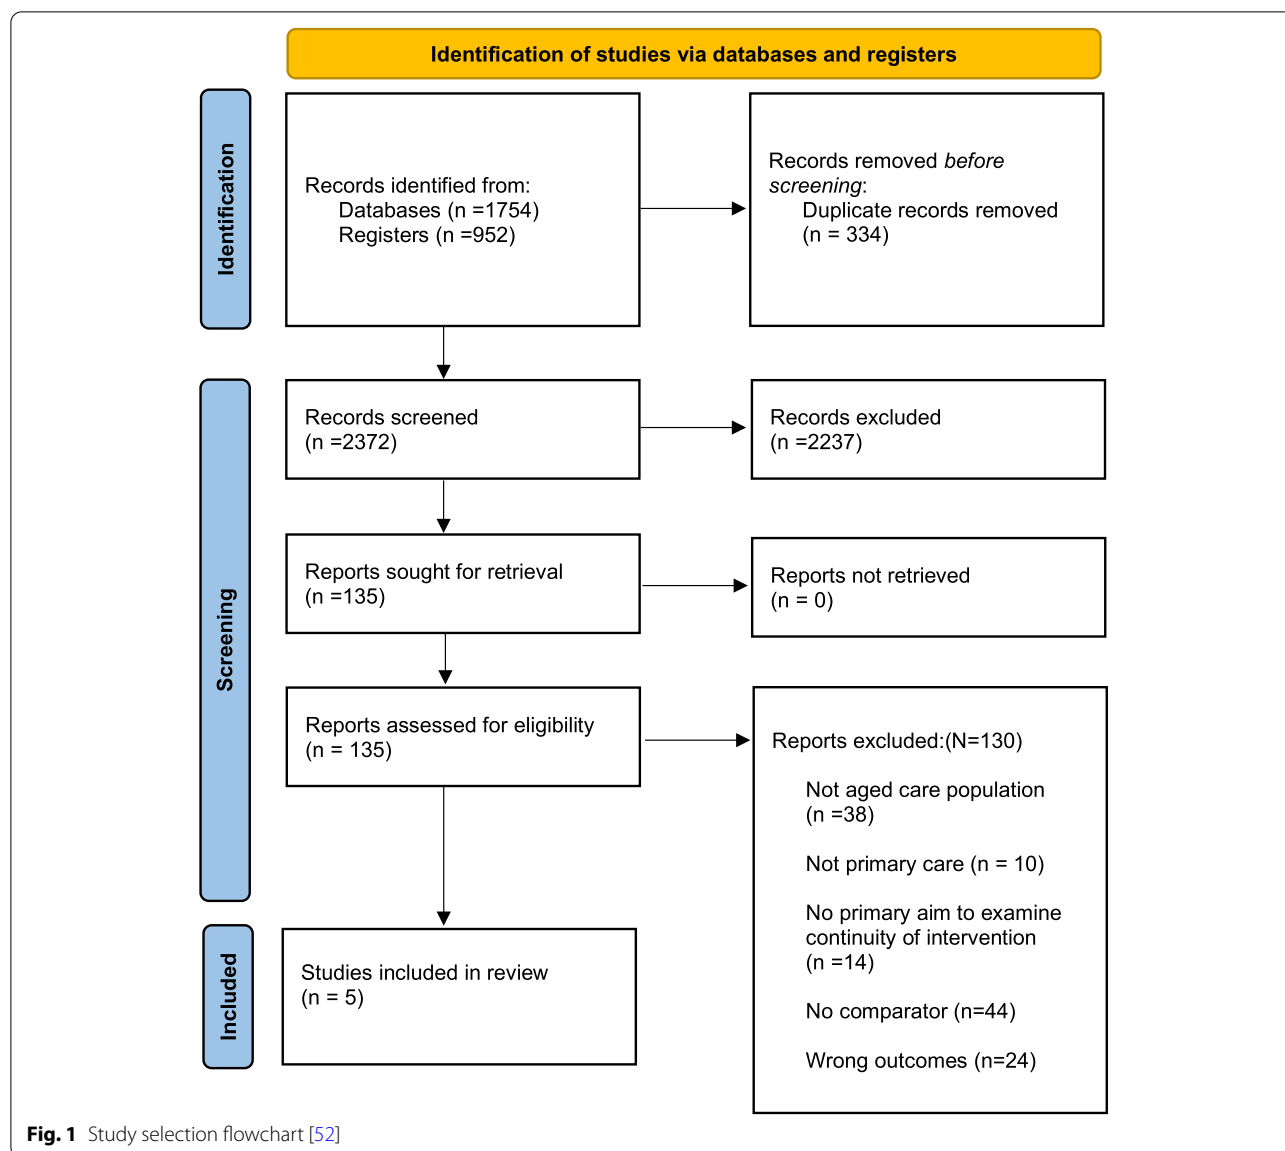 Identification of studies via databases and registers
Identification
Records identified from:
Databases (n =1754)
Registers (n =952)
Records removed before
screening:
Duplicate records removed
(n = 334)
Screening
Records screened
(n =2372)
Records excluded
(n =2237)
Reports sought for retrieval
(n =135)
Reports not retrieved
(n = 0)
Reports assessed for eligibility
(n = 135)
Reports excluded:(N=130)
Not aged care population
(n =38)
Not primary care (n = 10)
No primary aim to examine
continuity of intervention
(n =14)
No comparator (n=44)
Wrong outcomes (n=24)
Included
Studies included in review
(n = 5)
Fig. 1 Study selection flowchart [52]